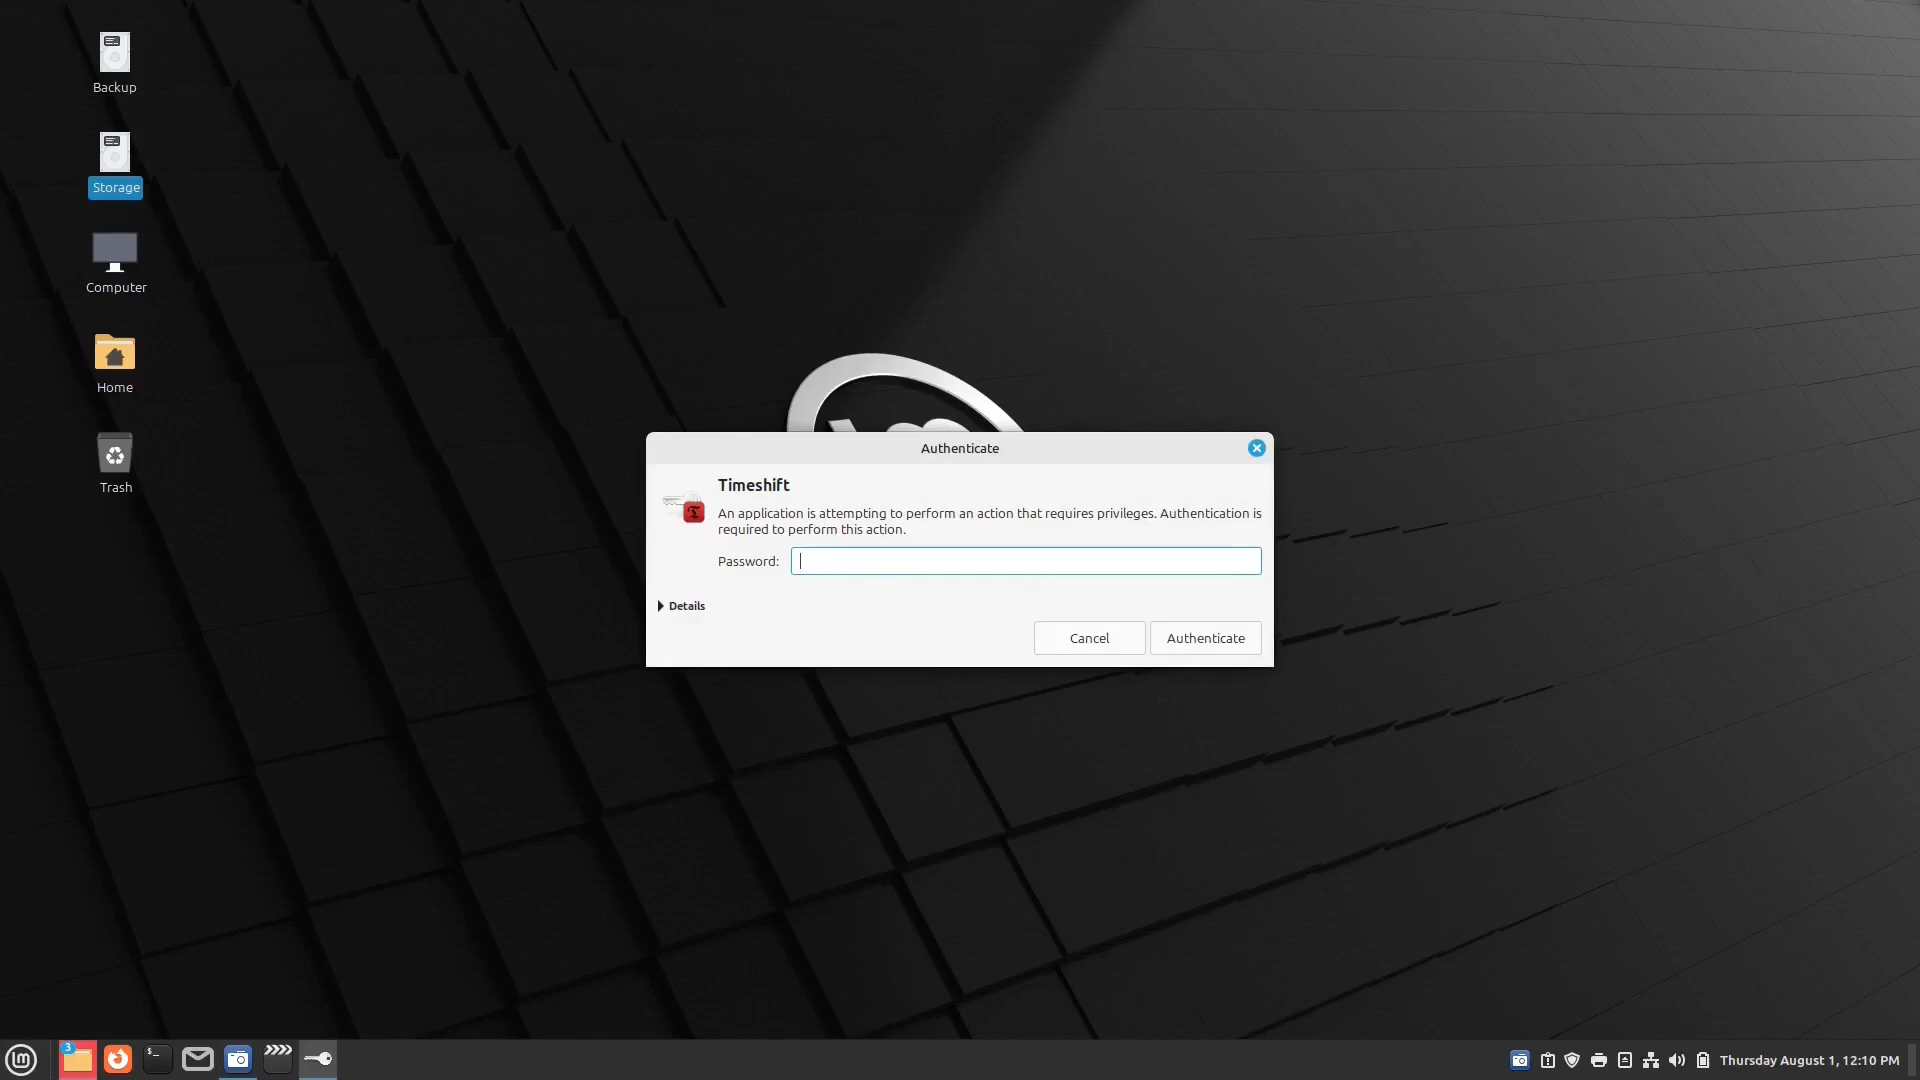 Backup
Storage
Computer
Home
Trash
Authenticate
Timeshift
An application is attempting to perform an action that requires privileges. Authentication is
required to perform this action.
Password:
Details
Cancel
Authenticate
3
Thursday August 1, 12:10 PM